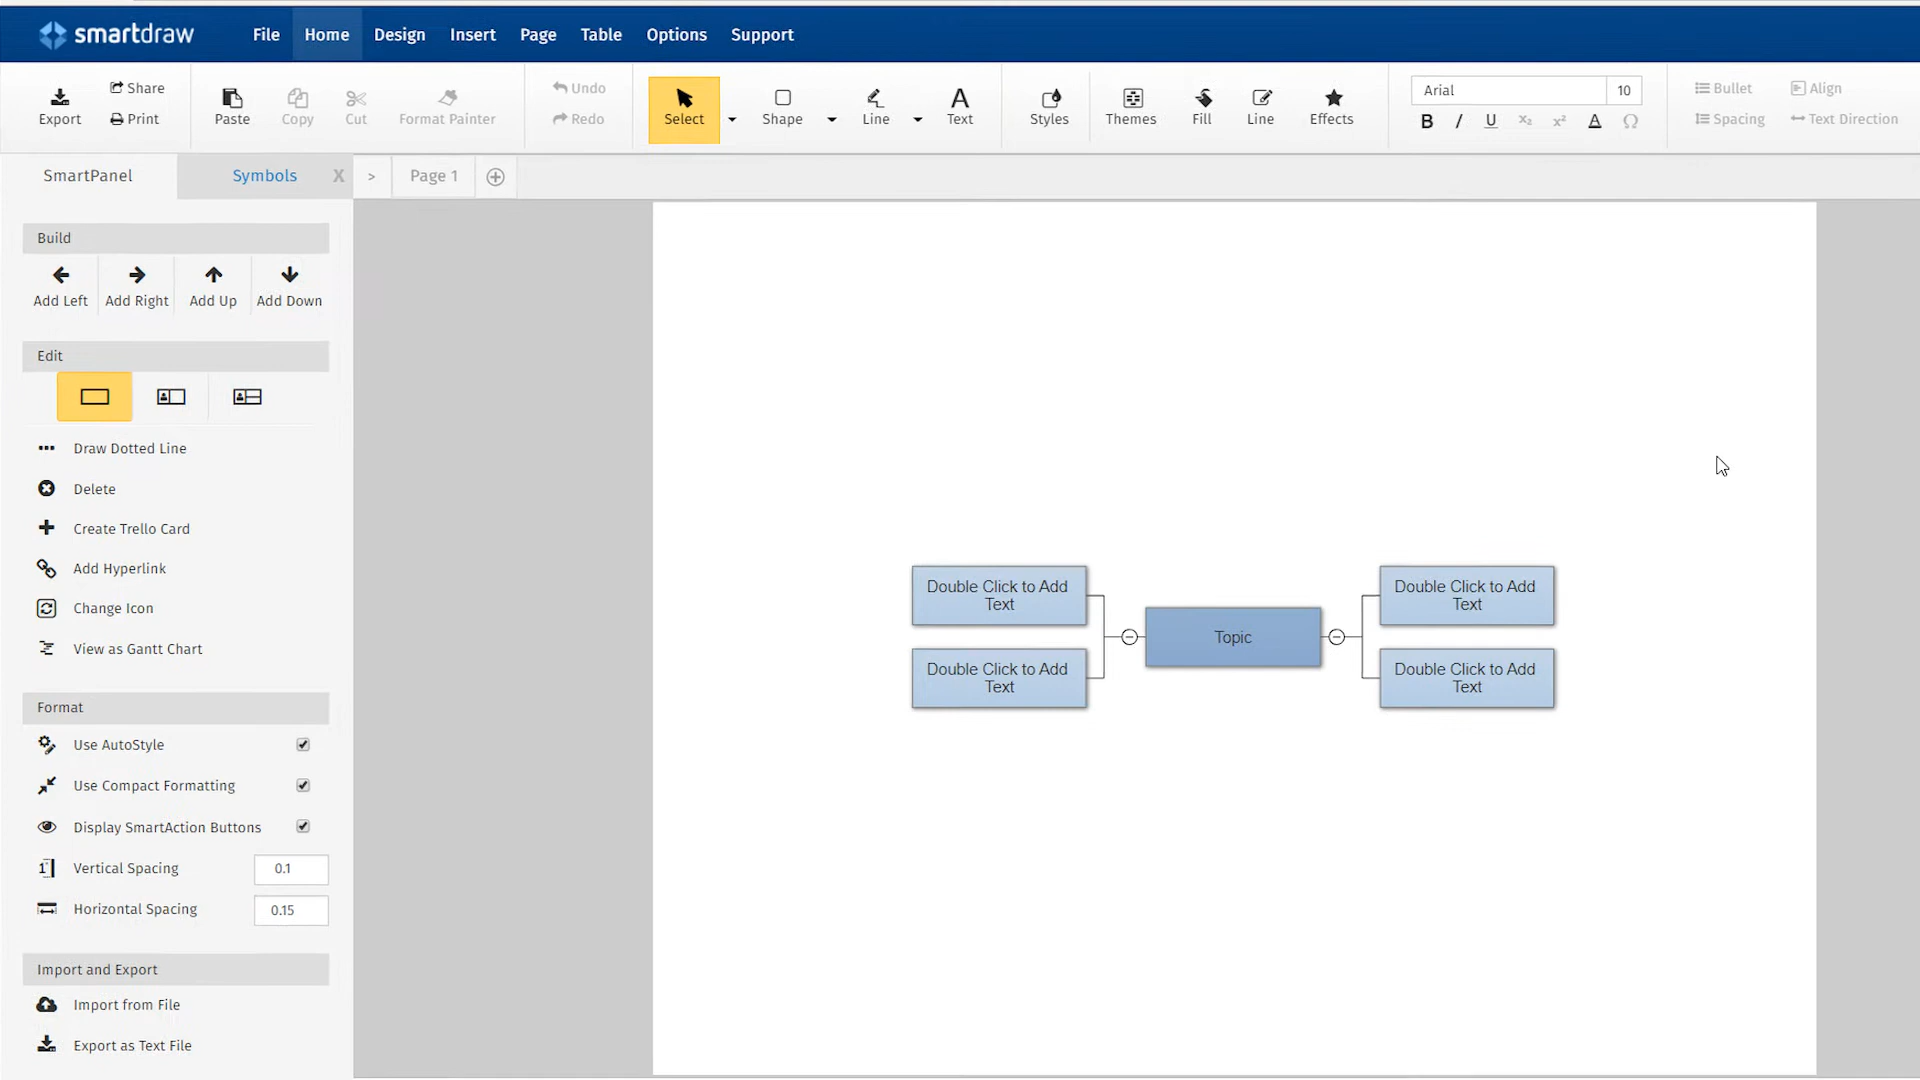 smartdraw File Home Design Insert Page Table Options Support
Export Share Print Paste Copy Cut Format Painter Undo Redo Select Shape Line Text Styles Themes Fill Line Effects Arial 10 B I U X₂ X² A Ω Bullet Spacing Align Text Direction
SmartPanel Symbols X > Page 1
Build
Add Left Add Right Add Up Add Down
Edit
Draw Dotted Line
Delete
Create Trello Card
Add Hyperlink
Change Icon
View as Gantt Chart
Format
Use AutoStyle
Use Compact Formatting
Display SmartAction Buttons
Vertical Spacing 0.1
Horizontal Spacing 0.15
Import and Export
Import from File
Export as Text File
Double Click to Add
Text
Double Click to Add
Text
Topic
Double Click to Add
Text
Double Click to Add
Text